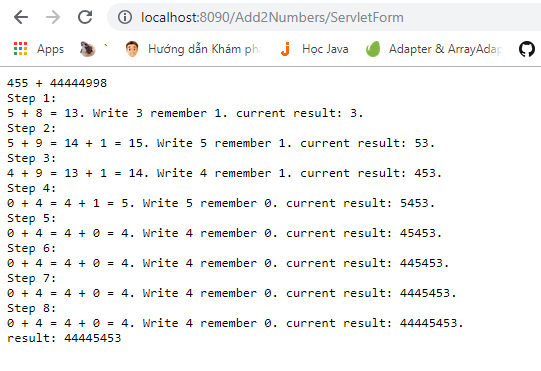 localhost:8090/Add2Numbers/ServletForm
Apps
Hướng dẫn Khám ph
Học Java
Adapter & ArrayAdap
455 + 44444998
Step 1:
5 + 8 = 13. Write 3 remember 1. current result: 3.
Step 2:
5 + 9 = 14 + 1 = 15. Write 5 remember 1. current result: 53.
Step 3:
4 + 9 = 13 + 1 = 14. Write 4 remember 1. current result: 453.
Step 4:
0 + 4 = 4 + 1 = 5. Write 5 remember 0. current result: 5453.
Step 5:
0 + 4 = 4 + 0 = 4. Write 4 remember 0. current result: 45453.
Step 6:
0 + 4 = 4 + 0 = 4. Write 4 remember 0. current result: 445453.
Step 7:
0 + 4 = 4 + 0 = 4. Write 4 remember 0. current result: 4445453.
Step 8:
0 + 4 = 4 + 0 = 4. Write 4 remember 0. current result: 44445453.
result: 44445453